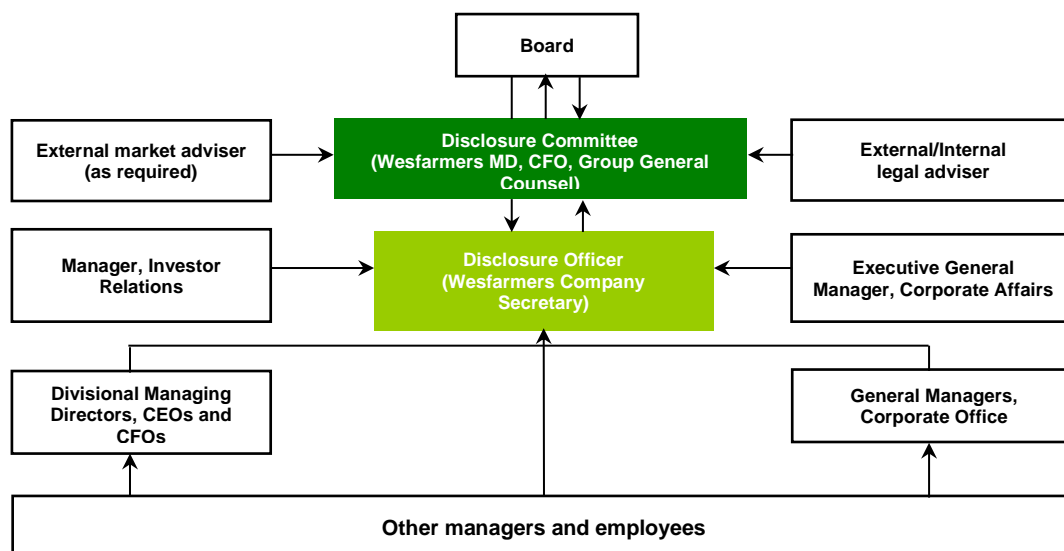 Board
External market adviser
(as required)
Disclosure Committee
(Wesfarmers MD, CFO, Group General
Counsel)
External/Internal
legal adviser
Manager, Investor
Relations
Disclosure Officer
(Wesfarmers Company
Secretary)
Executive General
Manager, Corporate Affairs
Divisional Managing
Directors, CEOs and
CFOs
General Managers,
Corporate Office
Other managers and employees